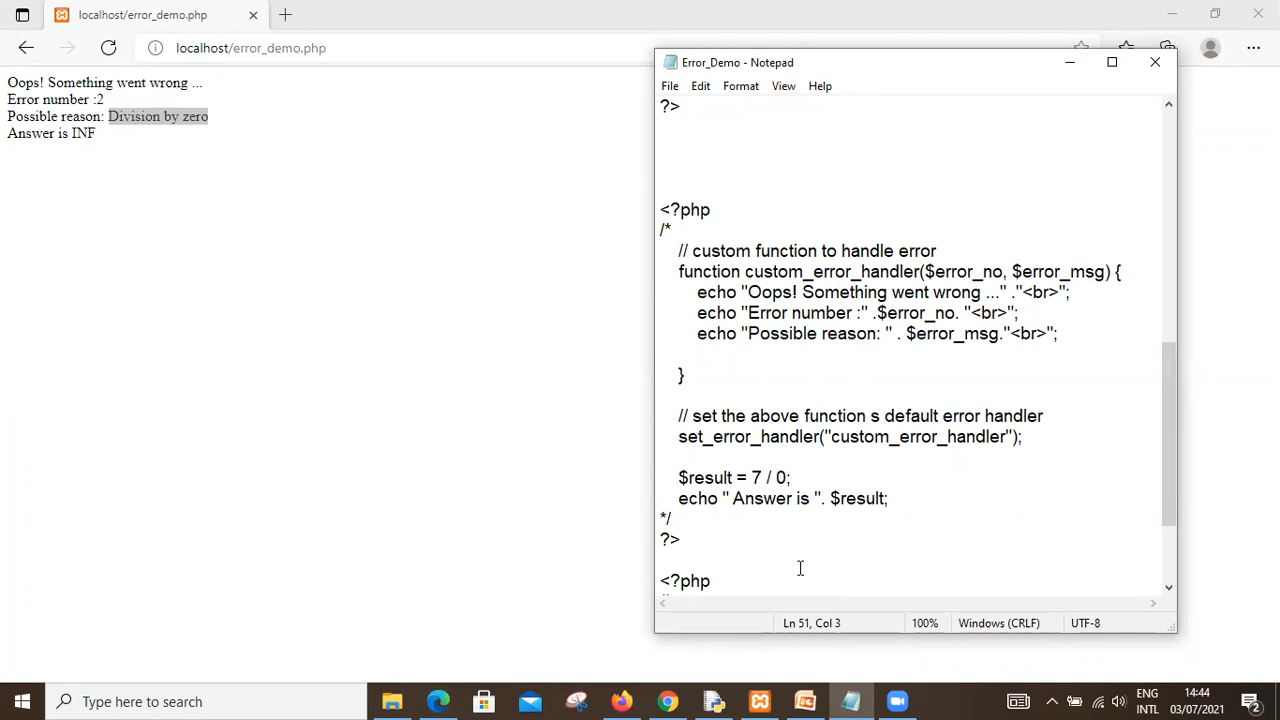 localhost/error_demo.php
localhost/error_demo.php
Oops! Something went wrong ...
Error number :2
Possible reason: Division by zero
Answer is INF
Error_Demo - Notepad
File Edit Format View Help
?>
<?php
/*
// custom function to handle error
function custom_error_handler($error_no, $error_msg) {
echo "Oops! Something went wrong ..." ."<br>";
echo "Error number :" .$error_no. "<br>";
echo "Possible reason: " . $error_msg."<br>";
}
// set the above function s default error handler
set_error_handler("custom_error_handler");
$result = 7 / 0;
echo " Answer is ". $result;
*/
?>
<?php
Ln 51, Col 3 100% Windows (CRLF) UTF-8
Type here to search
ENG
INTL
14:44
03/07/2021
2